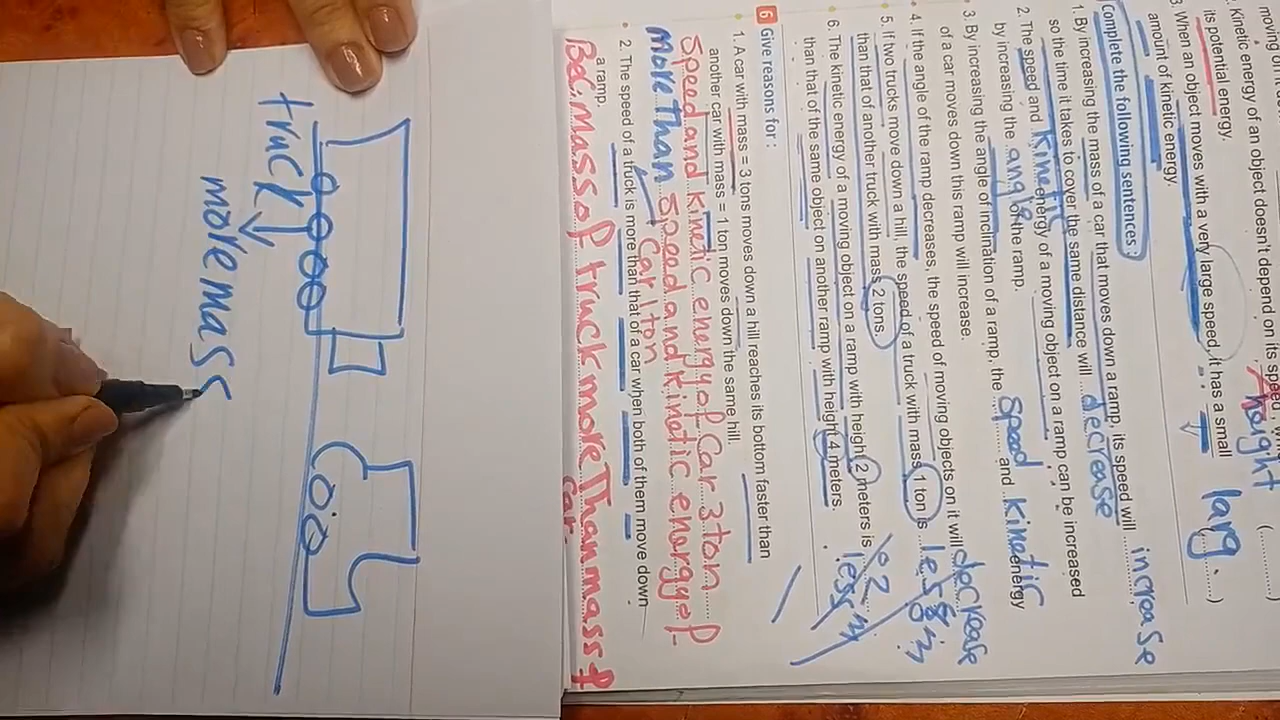 moving on
Kinetic energy of an object doesn't depend on its speed,
height
its potential energy.
3. When an object moves with a very large speed, it has a small
larg.
amount of kinetic energy.
Complete the following sentences :
1. By increasing the mass of a car that moves down a ramp, its speed will increase
so the time it takes to cover the same distance will decrease
2. The speed and kinetic energy of a moving object on a ramp can be increased
by increasing the angle of the ramp.
3. By increasing the angle of inclination of a ramp, the speed and kinetic energy
of a car moves down this ramp will increase.
4. If the angle of the ramp decreases, the speed of moving objects on it will decrease
5. If two trucks move down a hill, the speed of a truck with mass 1 ton is less
than that of another truck with mass 2 tons.
6. The kinetic energy of a moving object on a ramp with height 2 meters is less
than that of the same object on another ramp with height 4 meters.
6 Give reasons for :
1. A car with mass = 3 tons moves down a hill reaches its bottom faster than
another car with mass = 1 ton moves down the same hill.
speed and kinetic energy of Car 3 ton
more Than speed and kinetic energy of
Car 1 ton
2. The speed of a truck is more than that of a car when both of them move down
a ramp.
Bec. mass of truck more Than mass of
Car
truck
more mass